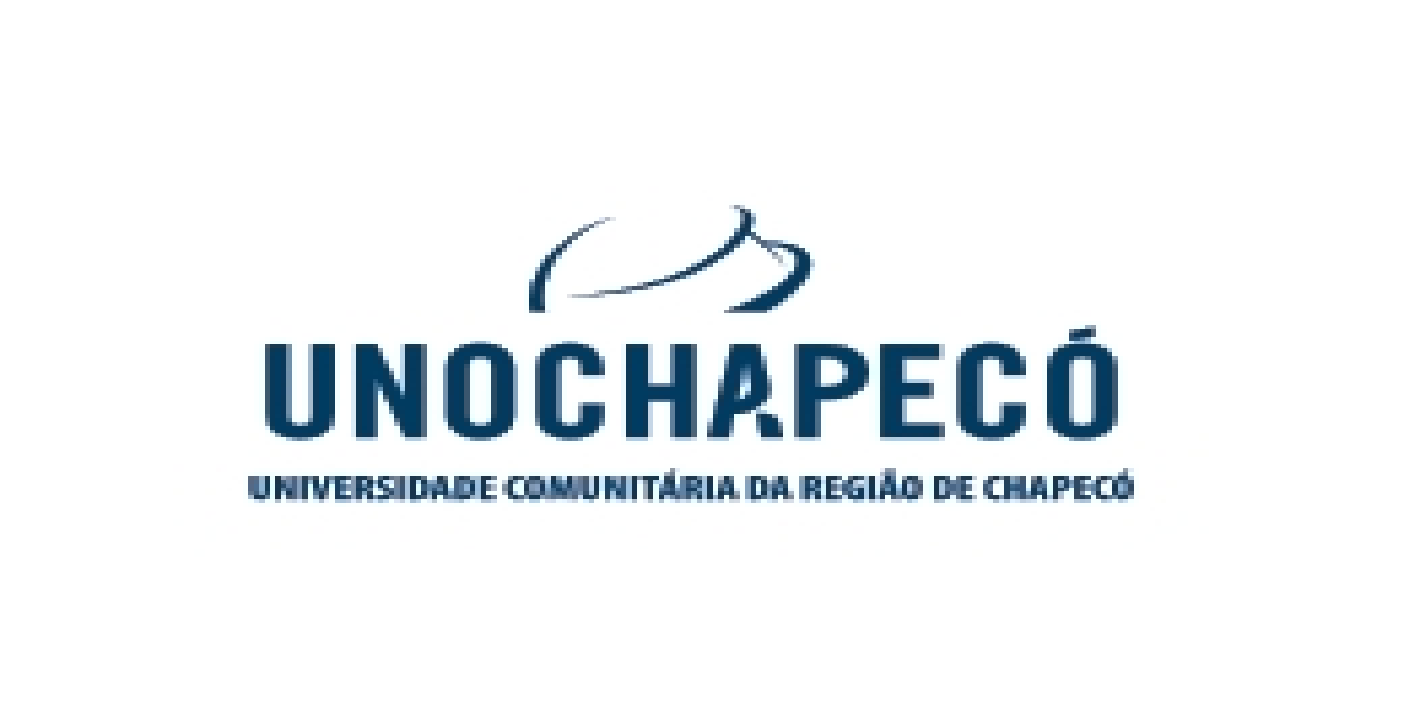 UNOCHAPECÓ
UNIVERSIDADE COMUNITÁRIA DA REGIÃO DE CHAPECÓ